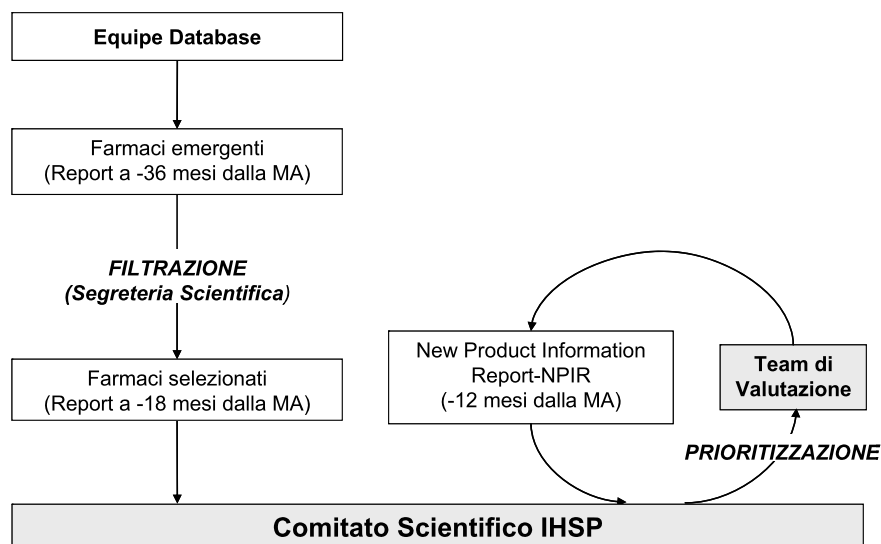 Equipe Database
Farmaci emergenti
(Report a -36 mesi dalla MA)
FILTRAZIONE
(Segreteria Scientifica)
Farmaci selezionati
(Report a -18 mesi dalla MA)
New Product Information
Report-NPIR
(-12 mesi dalla MA)
Team di
Valutazione
PRIORITIZZAZIONE
Comitato Scientifico IHSP